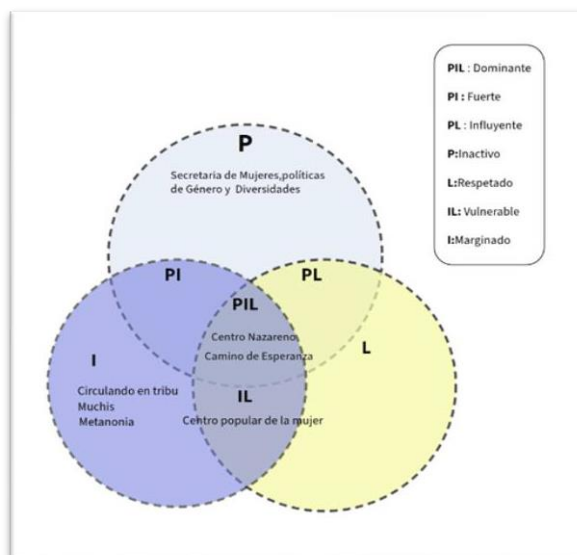 P
Secretaria de Mujeres,políticas
de Género y Diversidades
PI
PL
PIL
Centro Nazareno
Camino de Esperanza
I
Circulando en tribu
Muchis
Metanonia
L
IL
Centro popular de la mujer
PIL : Dominante
PI : Fuerte
PL : Influyente
P:Inactivo
L:Respetado
IL: Vulnerable
I:Marginado